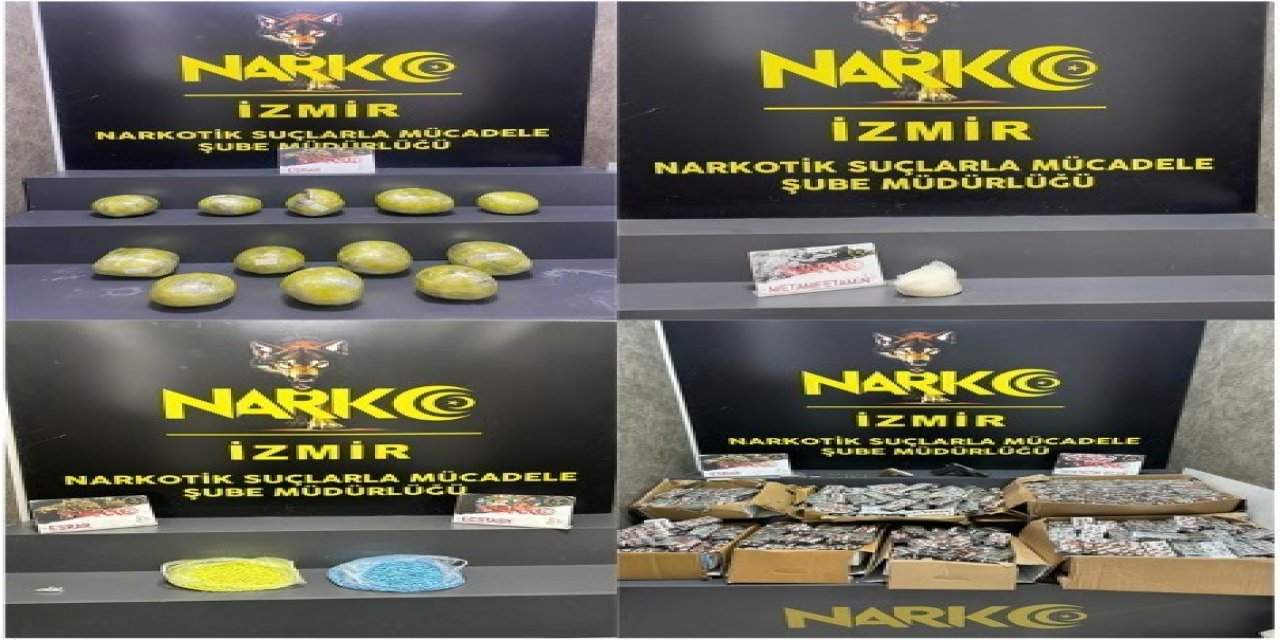 NARKO
İZMİR
NARKOTİK SUÇLARLA MÜCADELE
ŞUBE MÜDÜRLÜĞÜ
ESRAR
NARKO
İZMİR
NARKOTİK SUÇLARLA MÜCADELE
ŞUBE MÜDÜRLÜĞÜ
METAMFETAMİN
NARKO
İZMİR
NARKOTİK SUÇLARLA MÜCADELE
ŞUBE MÜDÜRLÜĞÜ
ESRAR
ECSTASY
NARKO
İZMİR
NARKOTİK SUÇLARLA MÜCADELE
ŞUBE MÜDÜRLÜĞÜ
NARKO